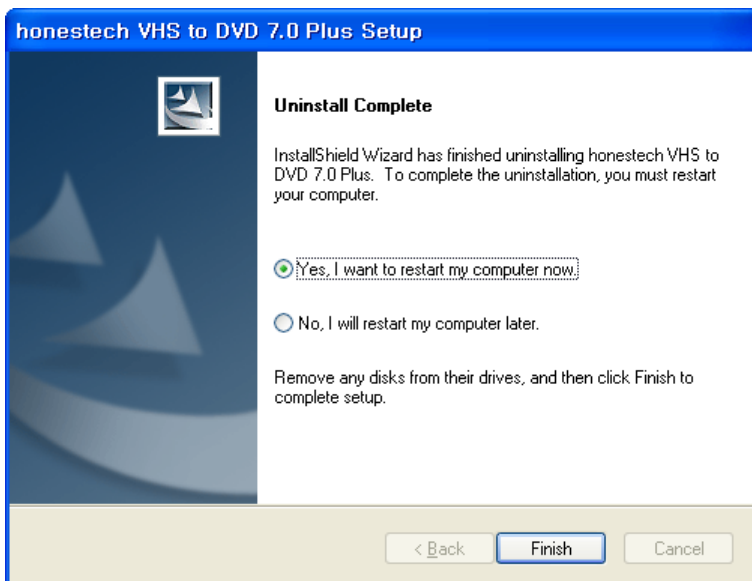 honestech VHS to DVD 7.0 Plus Setup
Uninstall Complete
InstallShield Wizard has finished uninstalling honestech VHS to
DVD 7.0 Plus.  To complete the uninstallation, you must restart
your computer.
Yes, I want to restart my computer now.
No, I will restart my computer later.
Remove any disks from their drives, and then click Finish to
complete setup.
< Back
Finish
Cancel